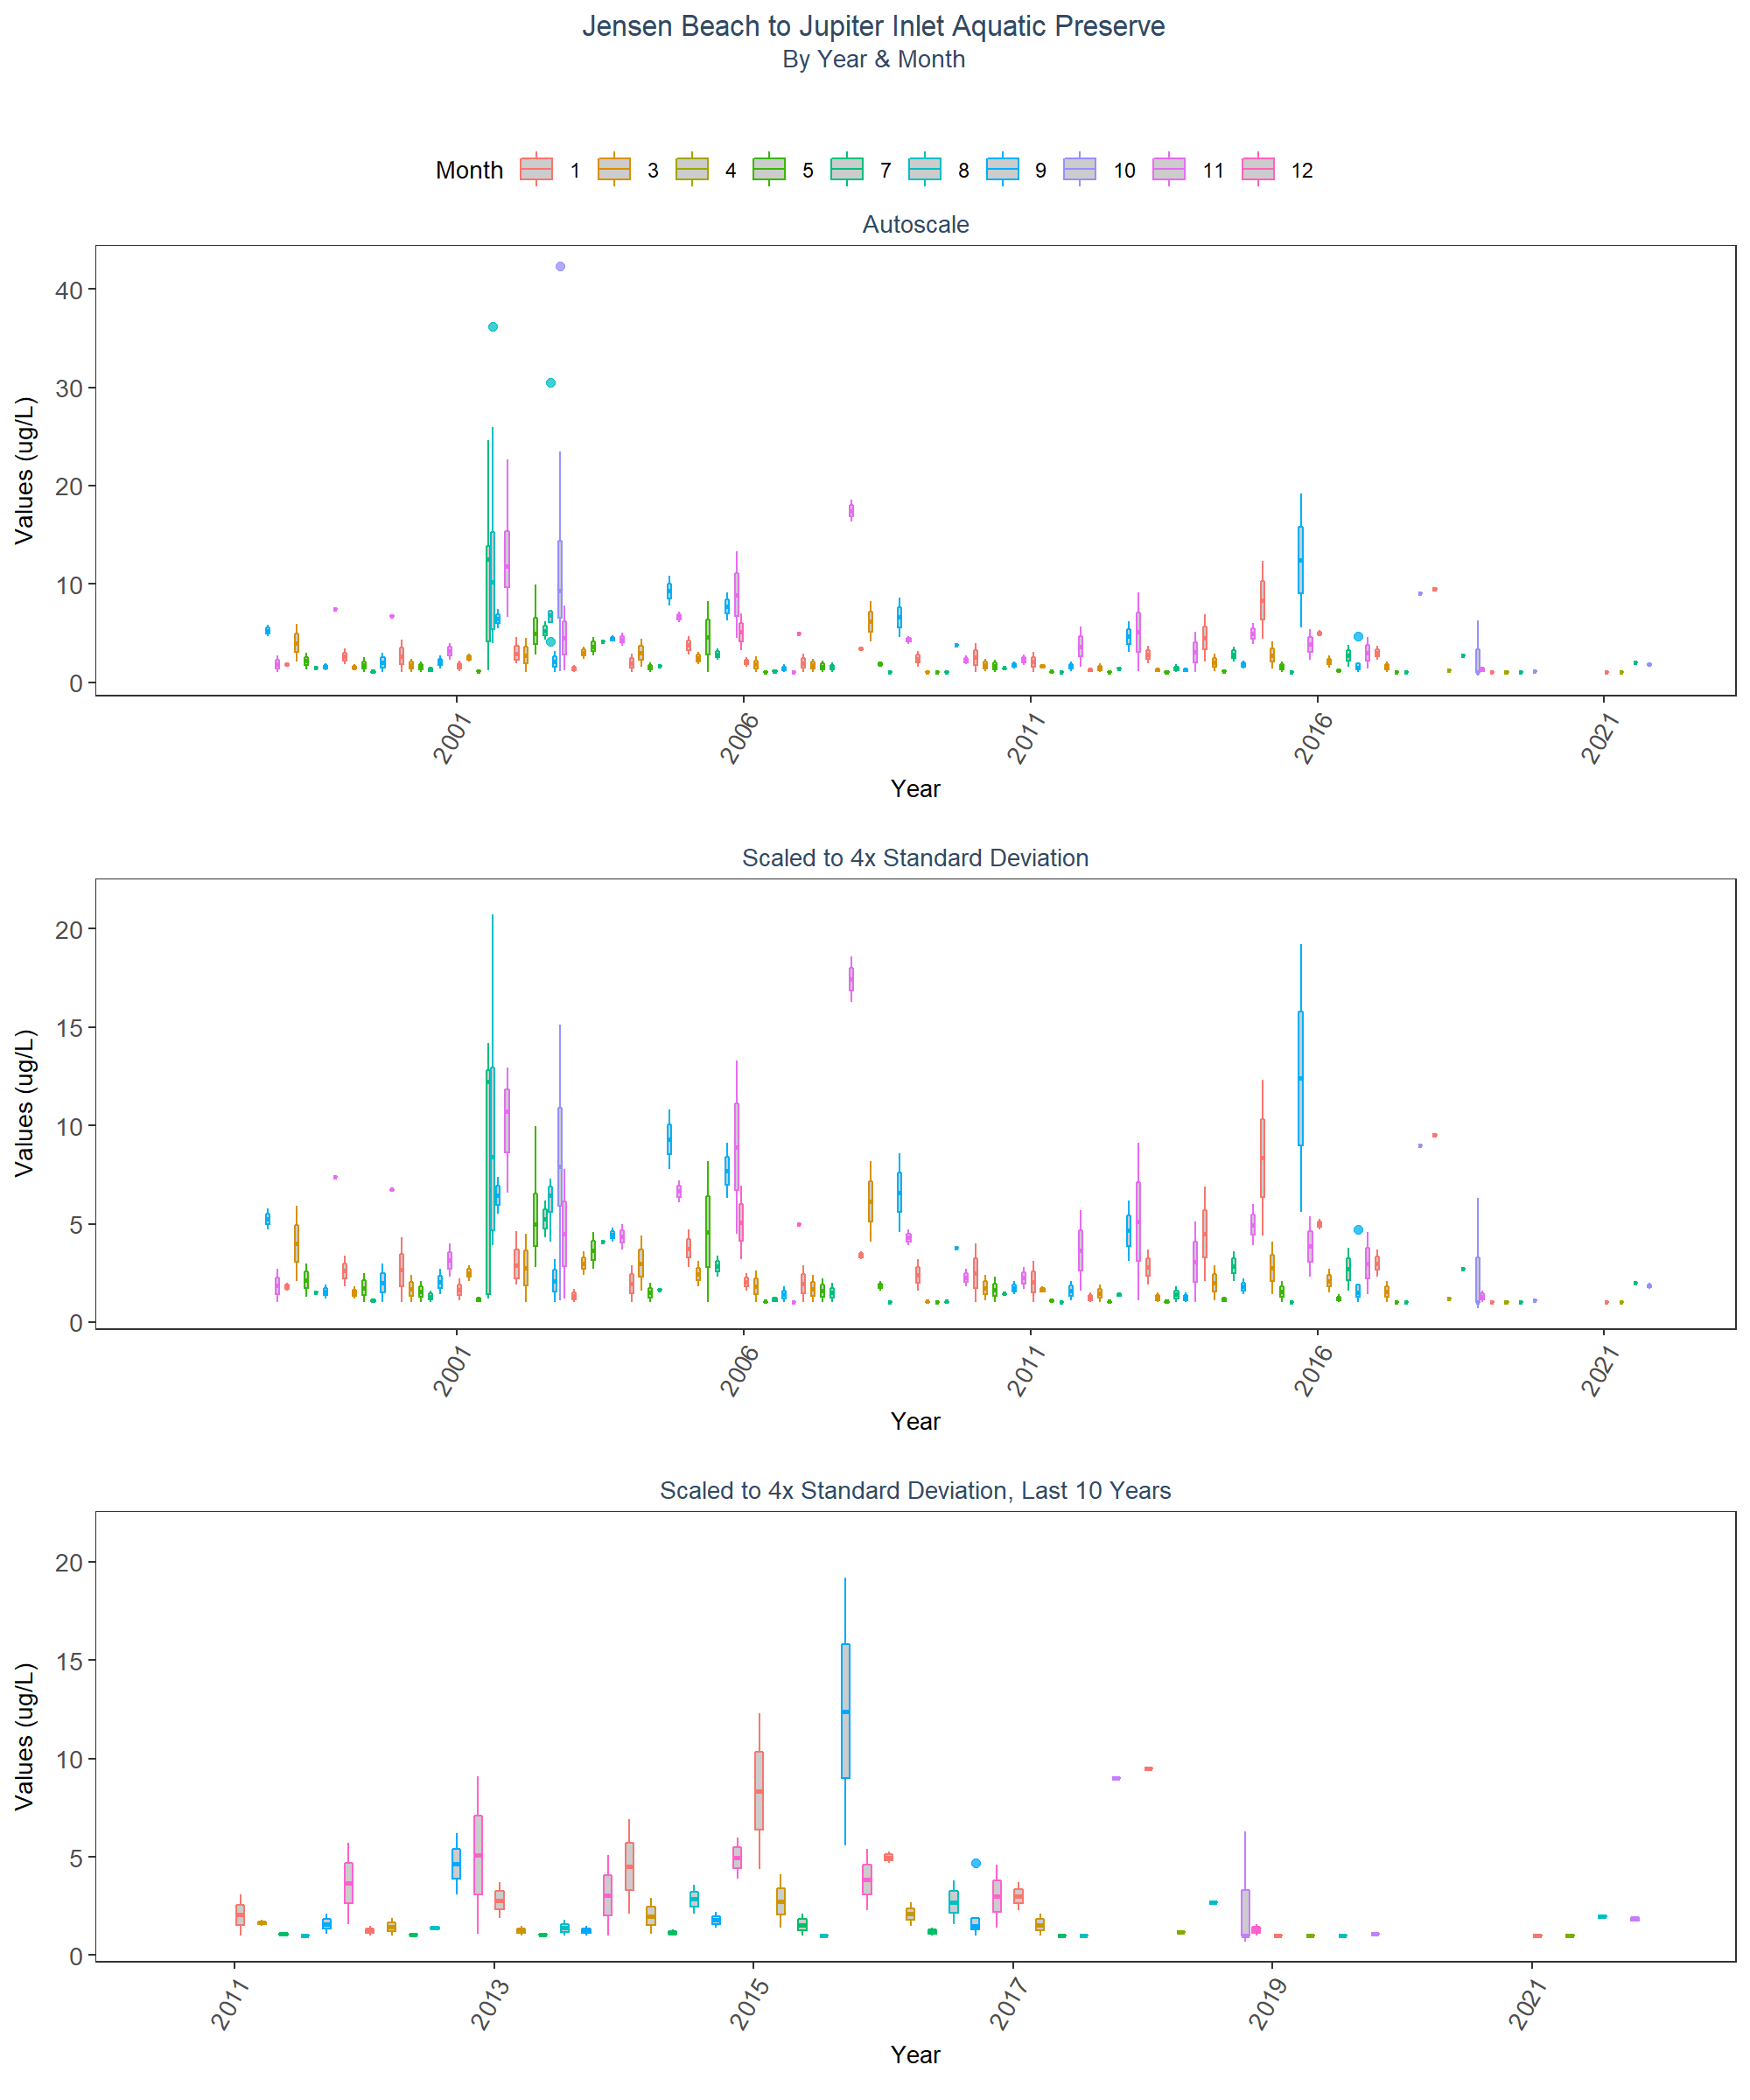 Jensen Beach to Jupiter Inlet Aquatic Preserve
By Year & Month
Month 1 3 4 5 7 8 9 10 11 12
Autoscale
Values (ug/L)
40
30
20
10
0
2001 2006 2011 2016 2021
Year
Scaled to 4x Standard Deviation
Values (ug/L)
20
15
10
5
0
2001 2006 2011 2016 2021
Year
Scaled to 4x Standard Deviation, Last 10 Years
Values (ug/L)
20
15
10
5
0
2011 2013 2015 2017 2019 2021
Year